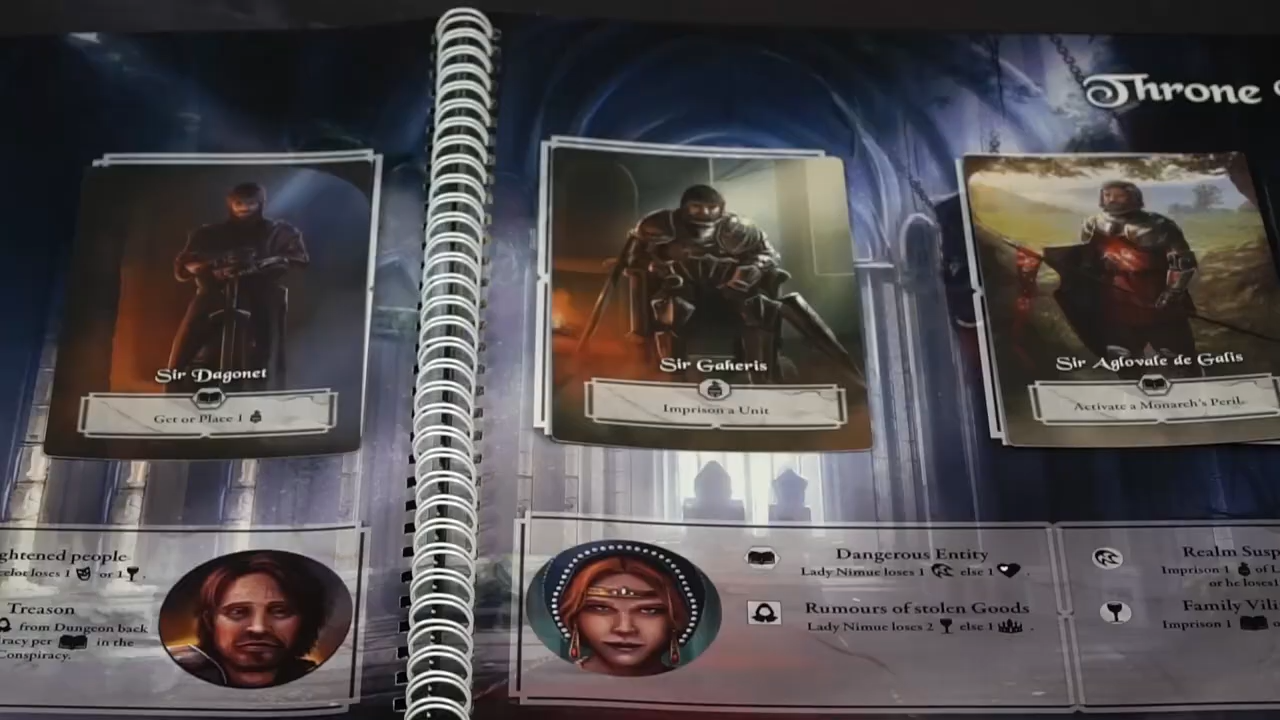 Throne
Sir Dagonet
Get or Place 1
Sir Gaheris
Imprison a Unit
Sir Aglovale de Galis
Activate a Monarch's Peril
ghtened people
celot loses 1 or 1 .
Treason
from Dungeon back
racy per in the
Conspiracy.
Dangerous Entity
Lady Nimue loses 1 else 1 .
Rumours of stolen Goods
Lady Nimue loses 2 else 1 .
Realm Susp
Imprison 1 of L
or he loses1
Family Vili
Imprison 1 o